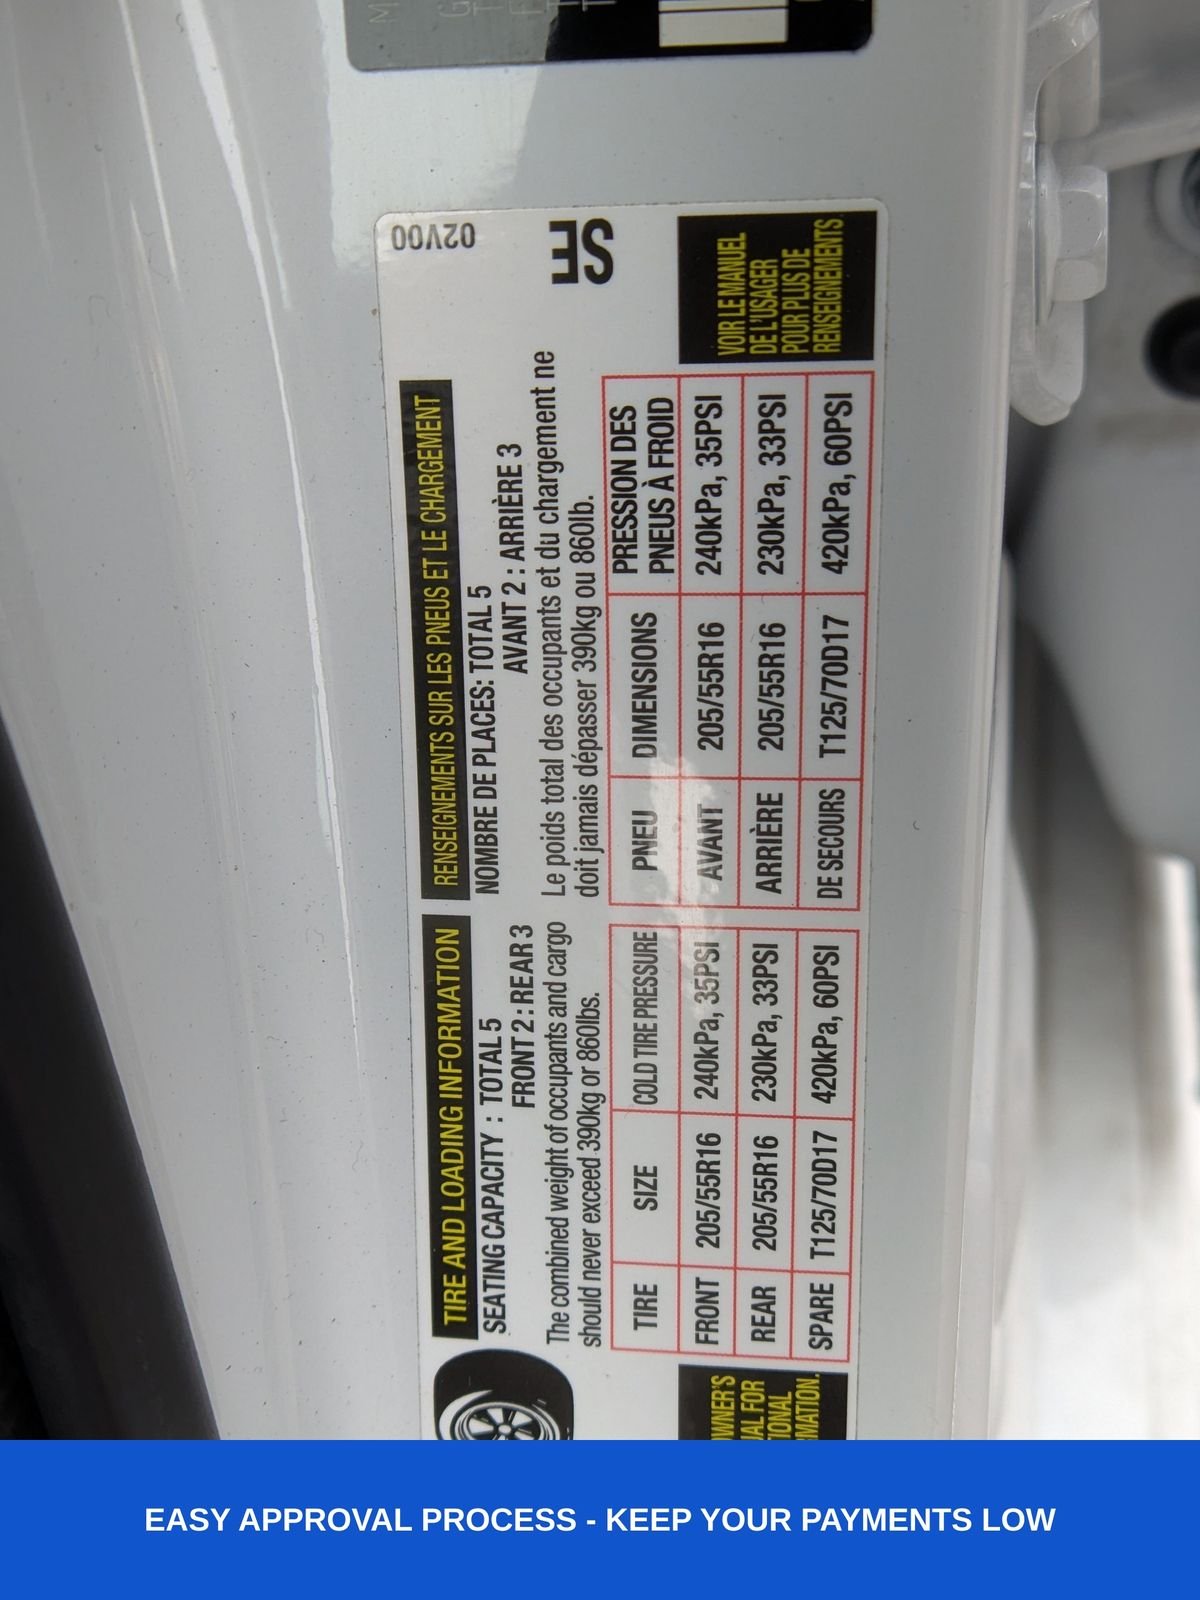 TIRE AND LOADING INFORMATION
SEATING CAPACITY : TOTAL 5
FRONT 2 : REAR 3
The combined weight of occupants and cargo
should never exceed 390kg or 860lbs.
TIRE SIZE COLD TIRE PRESSURE
FRONT 205/55R16 240kPa, 35PSI
REAR 205/55R16 230kPa, 33PSI
SPARE T125/70D17 420kPa, 60PSI
RENSEIGNEMENTS SUR LES PNEUS ET LE CHARGEMENT
NOMBRE DE PLACES: TOTAL 5
AVANT 2 : ARRIÈRE 3
Le poids total des occupants et du chargement ne
doit jamais dépasser 390kg ou 860lb.
PNEU DIMENSIONS PRESSION DES
PNEUS À FROID
AVANT 205/55R16 240kPa, 35PSI
ARRIÈRE 205/55R16 230kPa, 33PSI
DE SECOURS T125/70D17 420kPa, 60PSI
02V00
SF
VOIR LE MANUEL
DE L'USAGER
POUR PLUS DE
RENSEIGNEMENTS
EASY APPROVAL PROCESS - KEEP YOUR PAYMENTS LOW